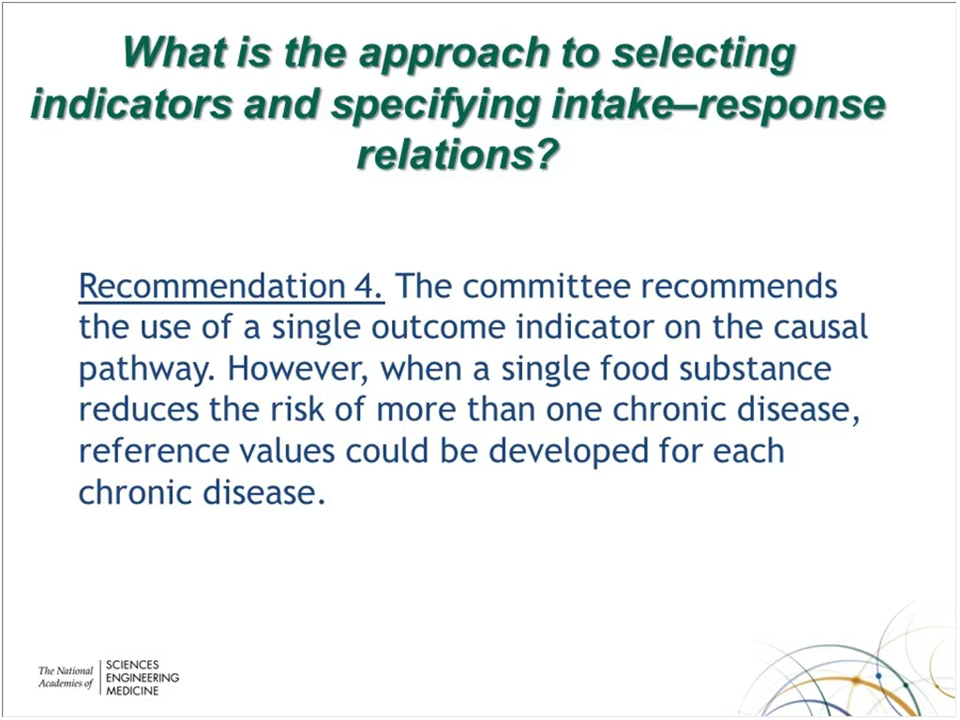 What is the approach to selecting
indicators and specifying intake–response
relations?
Recommendation 4. The committee recommends
the use of a single outcome indicator on the causal
pathway. However, when a single food substance
reduces the risk of more than one chronic disease,
reference values could be developed for each
chronic disease.
The National
Academies of
SCIENCES
ENGINEERING
MEDICINE